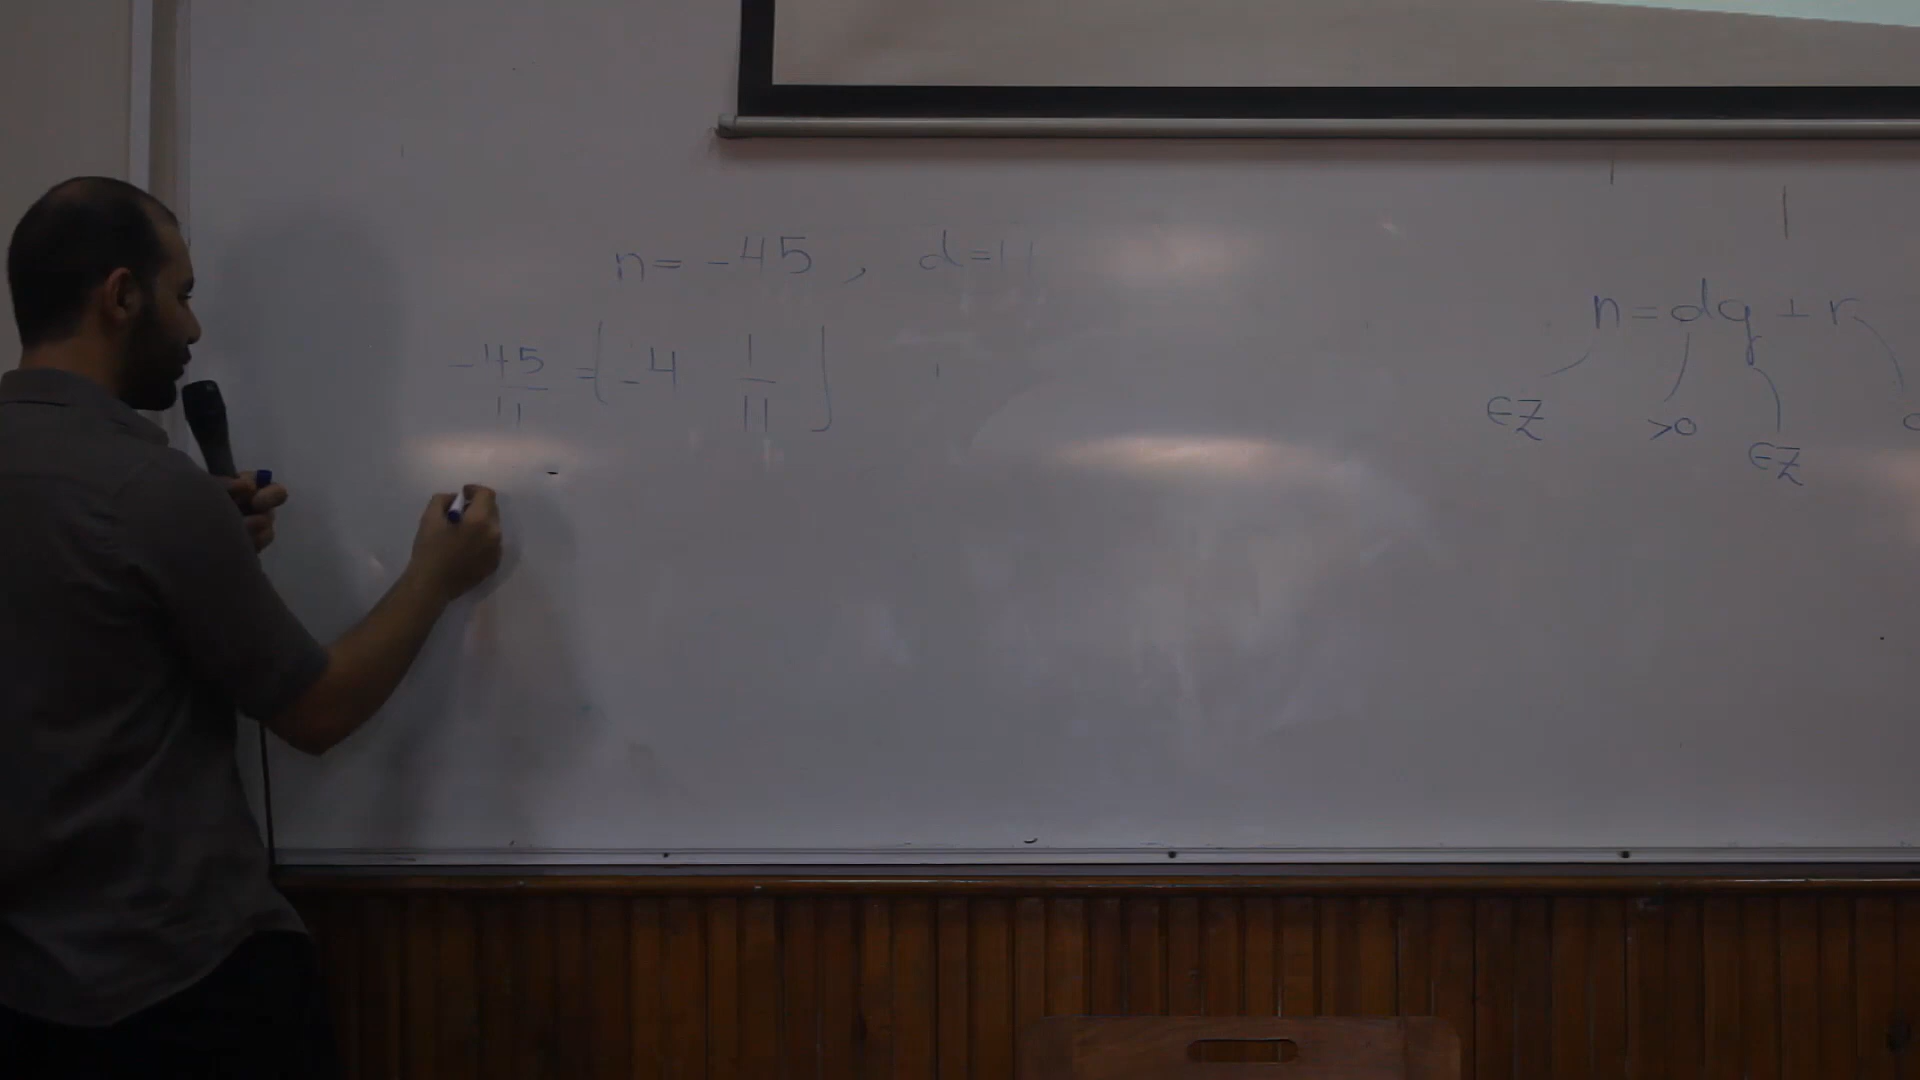 n = -45 , d = 11
-45/11 = ⌊-4 1/11⌋
n = dq + r
∈Z >0 ∈Z